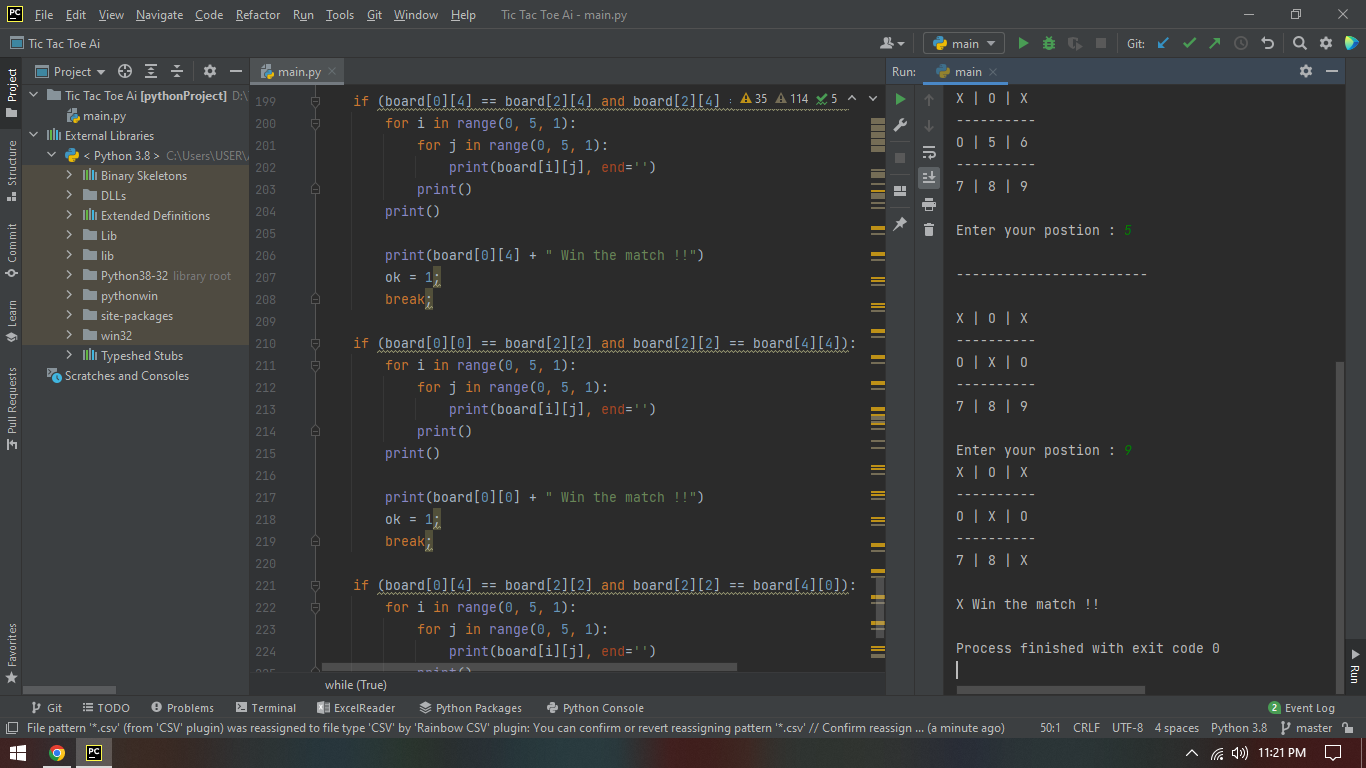 File Edit View Navigate Code Refactor Run Tools Git Window Help Tic Tac Toe Ai - main.py
Tic Tac Toe Ai
main
Git:
Project
main.py
Run: main
Tic Tac Toe Ai [pythonProject] D:\
main.py
External Libraries
< Python 3.8 > C:\Users\USER\
Binary Skeletons
DLLs
Extended Definitions
Lib
lib
Python38-32 library root
pythonwin
site-packages
win32
Typeshed Stubs
Scratches and Consoles
Project
Structure
Commit
Learn
Pull Requests
Favorites
35 114 5
199 if (board[0][4] == board[2][4] and board[2][4]
200 for i in range(0, 5, 1):
201 for j in range(0, 5, 1):
202 print(board[i][j], end='')
203 print()
204 print()
205
206 print(board[0][4] + " Win the match !!")
207 ok = 1;
208 break;
209
210 if (board[0][0] == board[2][2] and board[2][2] == board[4][4]):
211 for i in range(0, 5, 1):
212 for j in range(0, 5, 1):
213 print(board[i][j], end='')
214 print()
215 print()
216
217 print(board[0][0] + " Win the match !!")
218 ok = 1;
219 break;
220
221 if (board[0][4] == board[2][2] and board[2][2] == board[4][0]):
222 for i in range(0, 5, 1):
223 for j in range(0, 5, 1):
224 print(board[i][j], end='')
while (True)
X | O | X
----------
O | 5 | 6
----------
7 | 8 | 9
Enter your postion : 5
------------------------
X | O | X
----------
O | X | O
----------
7 | 8 | 9
Enter your postion : 9
X | O | X
----------
O | X | O
----------
7 | 8 | X
X Win the match !!
Process finished with exit code 0
Run
Git TODO Problems Terminal ExcelReader Python Packages Python Console 2 Event Log
File pattern '*.csv' (from 'CSV' plugin) was reassigned to file type 'CSV' by 'Rainbow CSV' plugin: You can confirm or revert reassigning pattern '*.csv' // Confirm reassign ... (a minute ago) 50:1 CRLF UTF-8 4 spaces Python 3.8 master
11:21 PM